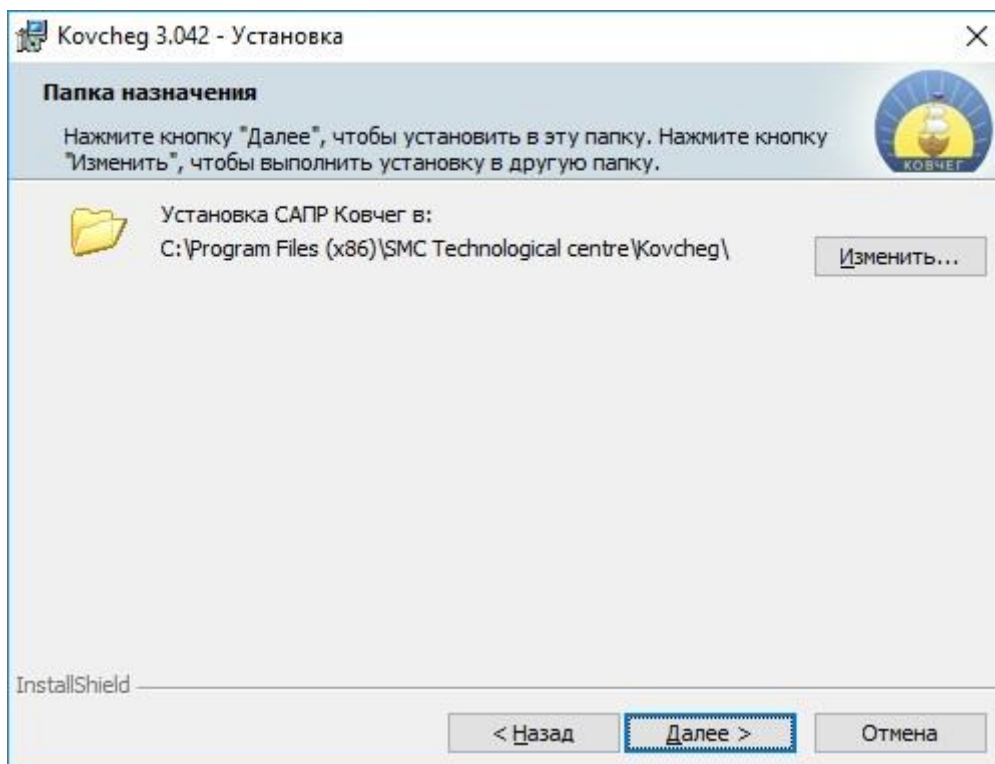 Kovcheg 3.042 - Установка
Папка назначения
Нажмите кнопку "Далее", чтобы установить в эту папку. Нажмите кнопку
"Изменить", чтобы выполнить установку в другую папку.
КОВЧЕГ
Установка САПР Ковчег в:
C:\Program Files (x86)\SMC Technological centre\Kovcheg\
Изменить...
InstallShield
< Назад
Далее >
Отмена